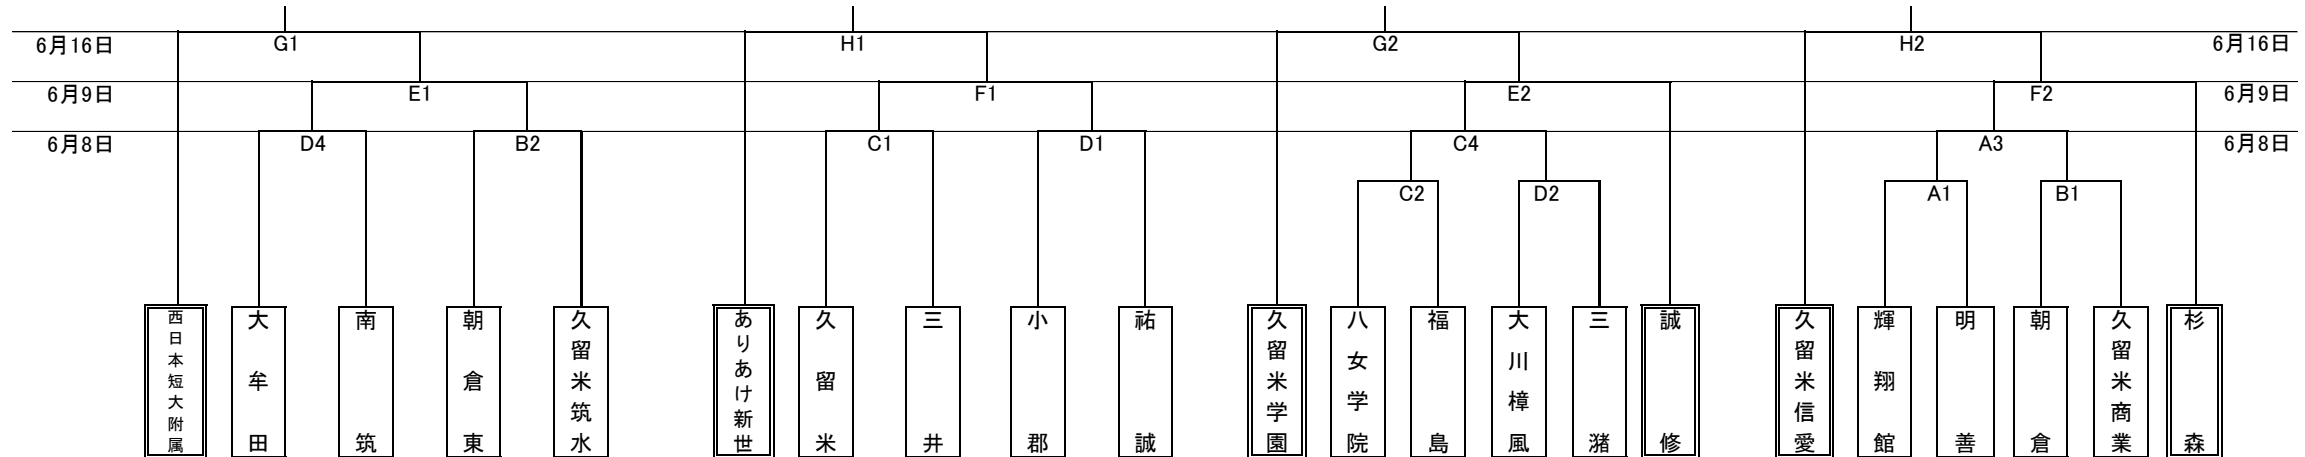 6月16日 G1 H1 G2 H2 6月16日
6月9日 E1 F1 E2 F2 6月9日
6月8日 D4 B2 C1 D1 C4 A3 6月8日
C2 D2 A1 B1
西日本短大附属
大牟田
南筑
朝倉東
久留米筑水
ありあけ新世
久留米
三井
小郡
祐誠
久留米学園
八女学院
福島
大川樟風
三潴
誠修
久留米信愛
輝翔館
明善
朝倉
久留米商業
杉森